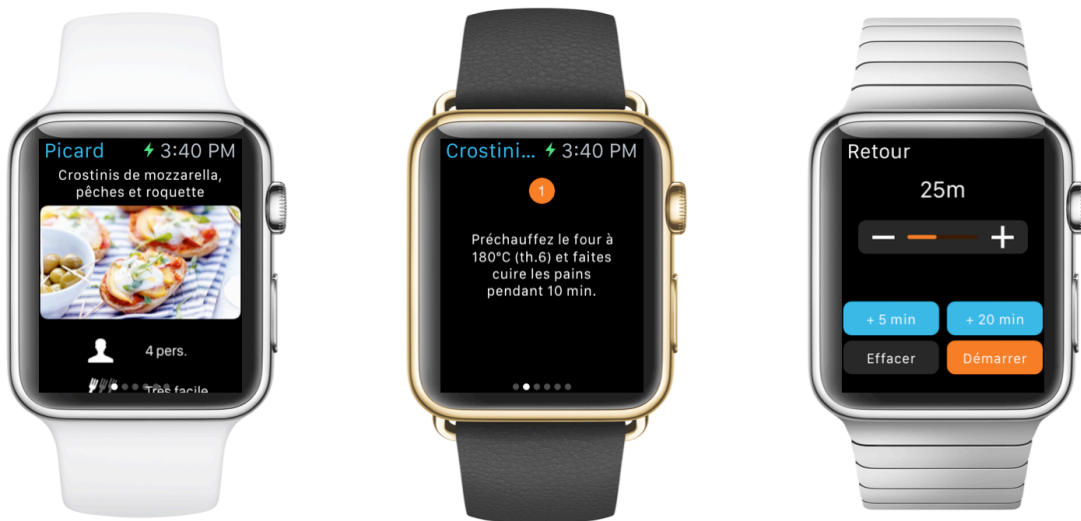 Picard 3:40 PM
Crostinis de mozzarella,
pêches et roquette
4 pers.
Très facile
Crostini... 3:40 PM
1
Préchauffez le four à
180°C (th.6) et faites
cuire les pains
pendant 10 min.
Retour
25m
+ 5 min + 20 min
Effacer Démarrer